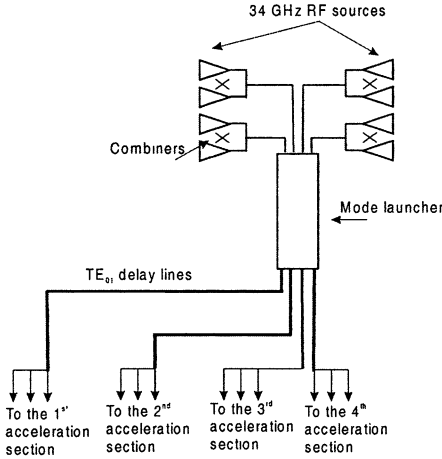 34 GHz RF sources
Combiners
Mode launcher
TE₀₁ delay lines
To the 1st
acceleration
section
To the 2nd
acceleration
section
To the 3rd
acceleration
section
To the 4th
acceleration
section